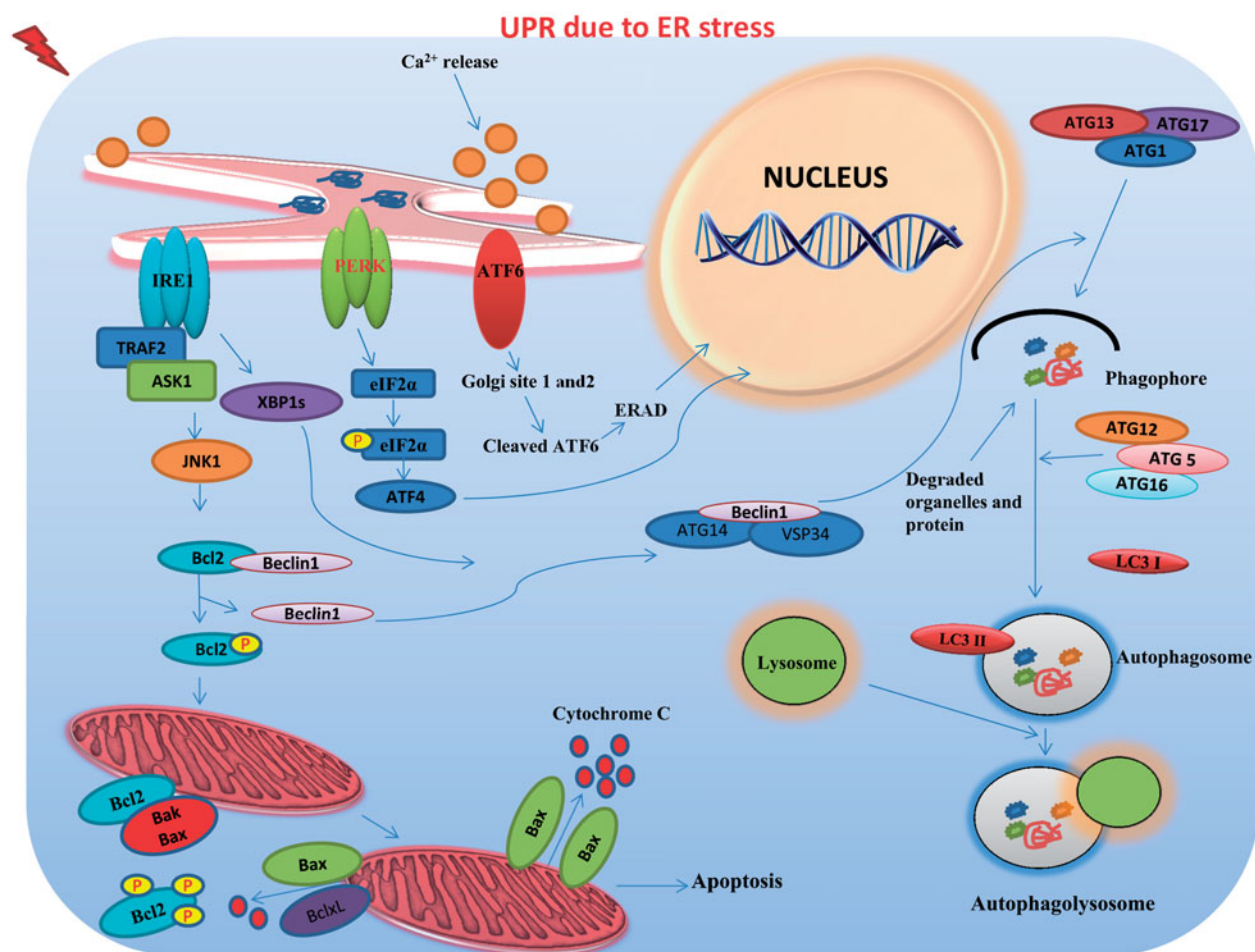 UPR due to ER stress
Ca²⁺ release
ATG13
ATG17
ATG1
NUCLEUS
IRE1
PERK
ATF6
TRAF2
ASK1
XBP1s
eIF2α
Golgi site 1 and2
ERAD
Phagophore
JNK1
P
eIF2α
Cleaved ATF6
ATG12
ATG 5
ATG16
ATF4
Degraded
organelles and
protein
Beclin1
ATG14
VSP34
Bcl2
Beclin1
LC3 I
Beclin1
Bcl2
P
LC3 II
Autophagosome
Lysosome
Cytochrome C
Bcl2
Bak
Bax
Bax
Bax
Bax
BclxL
Apoptosis
P
P
P
Bcl2
Autophagolysosome